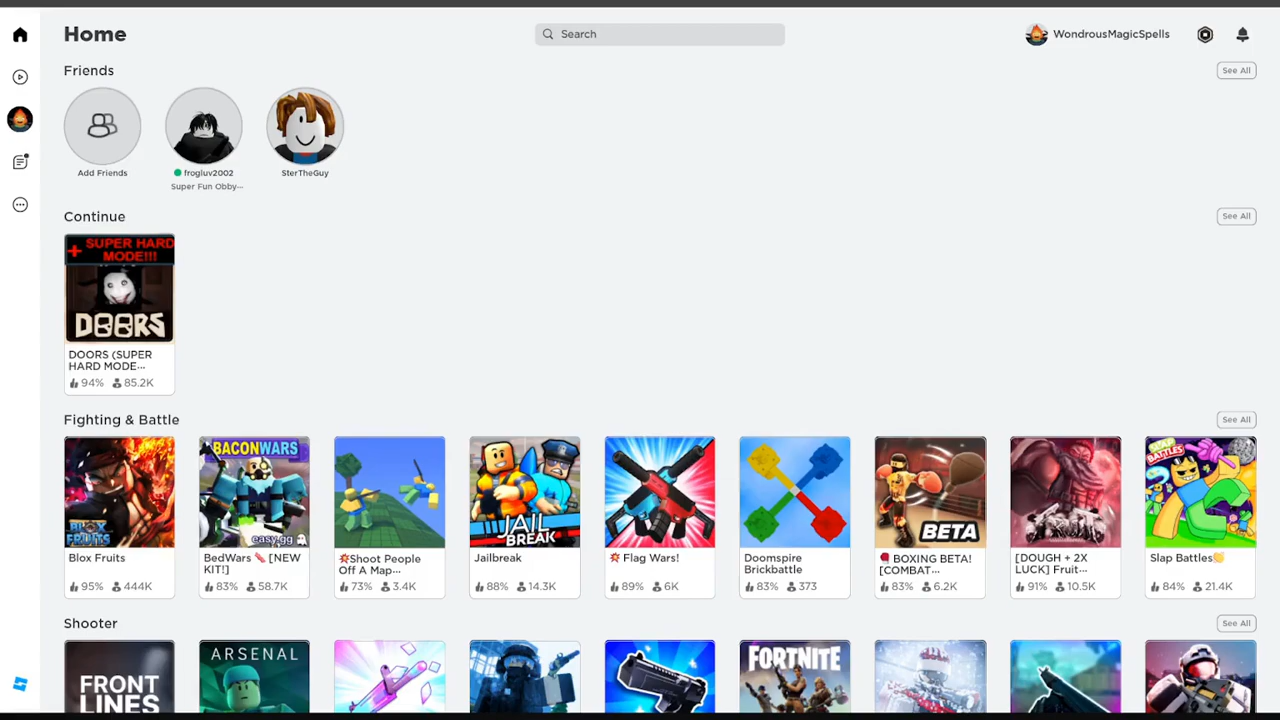 Home
Search
WondrousMagicSpells
Friends
See All
Add Friends
frogluv2002
Super Fun Obby...
SterTheGuy
Continue
See All
+ SUPER HARD
MODE!!!
DOORS
DOORS (SUPER
HARD MODE...
94% 85.2K
Fighting & Battle
See All
BLOX
FRUITS
Blox Fruits
95% 444K
BACONWARS
easy.gg
BedWars [NEW
KIT!]
83% 58.7K
Shoot People
Off A Map...
73% 3.4K
JAIL
BREAK
Jailbreak
88% 14.3K
Flag Wars!
89% 6K
Doomspire
Brickbattle
83% 373
BETA
BOXING BETA!
[COMBAT...
83% 6.2K
[DOUGH + 2X
LUCK] Fruit...
91% 10.5K
SLAP
BATTLES
Slap Battles
84% 21.4K
Shooter
See All
FRONT
LINES
ARSENAL
FORTNITE